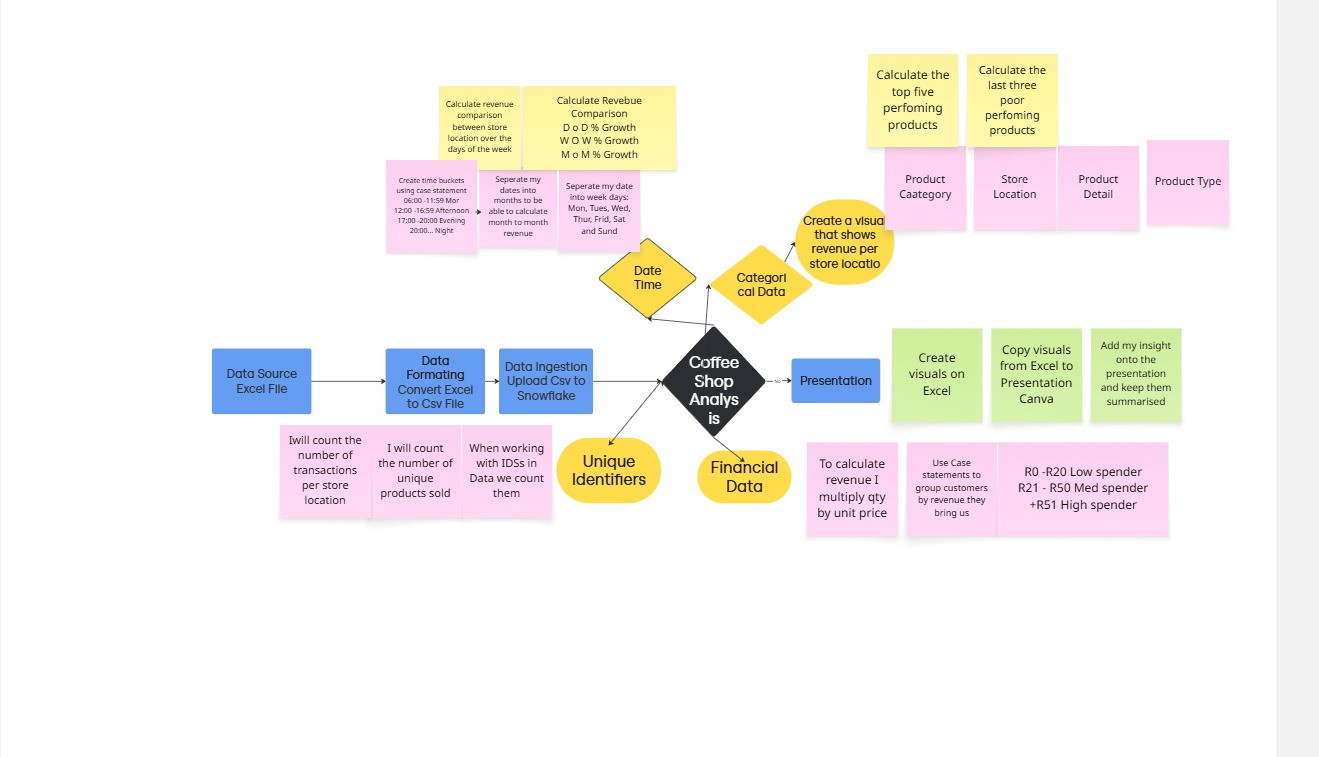 Calculate the
top five
perfoming
products
Calculate the
last three
poor
perfoming
products
Calculate revenue
comparison
between store
location over the
days of the week
Calculate Revebue
Comparison
D o D % Growth
W O W % Growth
M o M % Growth
Product
Caategory
Store
Location
Product
Detail
Product Type
Create time buckets
using case statement
06:00 -11:59 Mor
12:00 -16:59 Afternoon
17:00 -20:00 Evening
20:00... Night
Seperate my
dates into
months to be
able to calculate
month to month
revenue
Seperate my date
into week days:
Mon, Tues, Wed,
Thur, Frid, Sat
and Sund
Create a visua
that shows
revenue per
store locatio
Date
Time
Categori
cal Data
Data Source
Excel File
Data
Formating
Convert Excel
to Csv File
Data Ingestion
Upload Csv to
Snowflake
Coffee
Shop
Analys
is
No
Presentation
Create
visuals on
Excel
Copy visuals
from Excel to
Presentation
Canva
Add my insight
onto the
presentation
and keep them
summarised
Iwill count the
number of
transactions
per store
location
I will count
the number of
unique
products sold
When working
with IDSs in
Data we count
them
Unique
Identifiers
Financial
Data
To calculate
revenue I
multiply qty
by unit price
Use Case
statements to
group customers
by revenue they
bring us
R0 -R20 Low spender
R21 - R50 Med spender
+R51 High spender